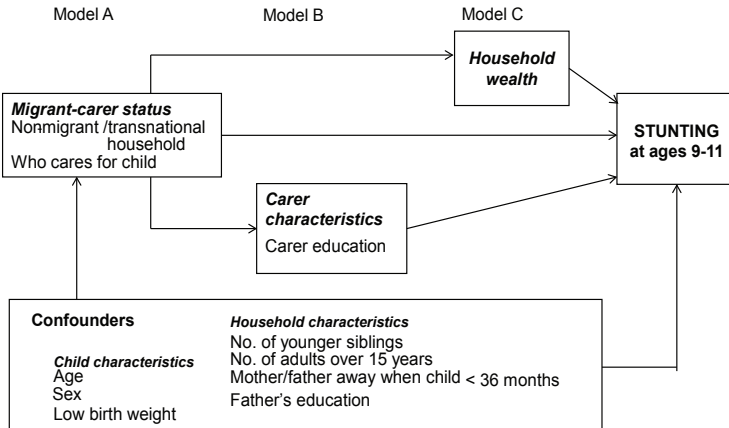 Model A
Model B
Model C
Household
wealth
Migrant-carer status
Nonmigrant /transnational
household
Who cares for child
STUNTING
at ages 9-11
Carer
characteristics
Carer education
Confounders
Child characteristics
Age
Sex
Low birth weight
Household characteristics
No. of younger siblings
No. of adults over 15 years
Mother/father away when child < 36 months
Father's education